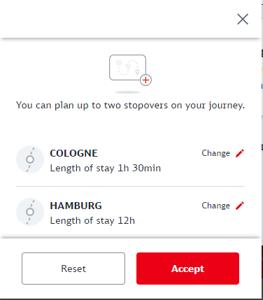 You can plan up to two stopovers on your journey.
COLOGNE
Change
Length of stay 1h 30min
HAMBURG
Change
Length of stay 12h
Reset
Accept